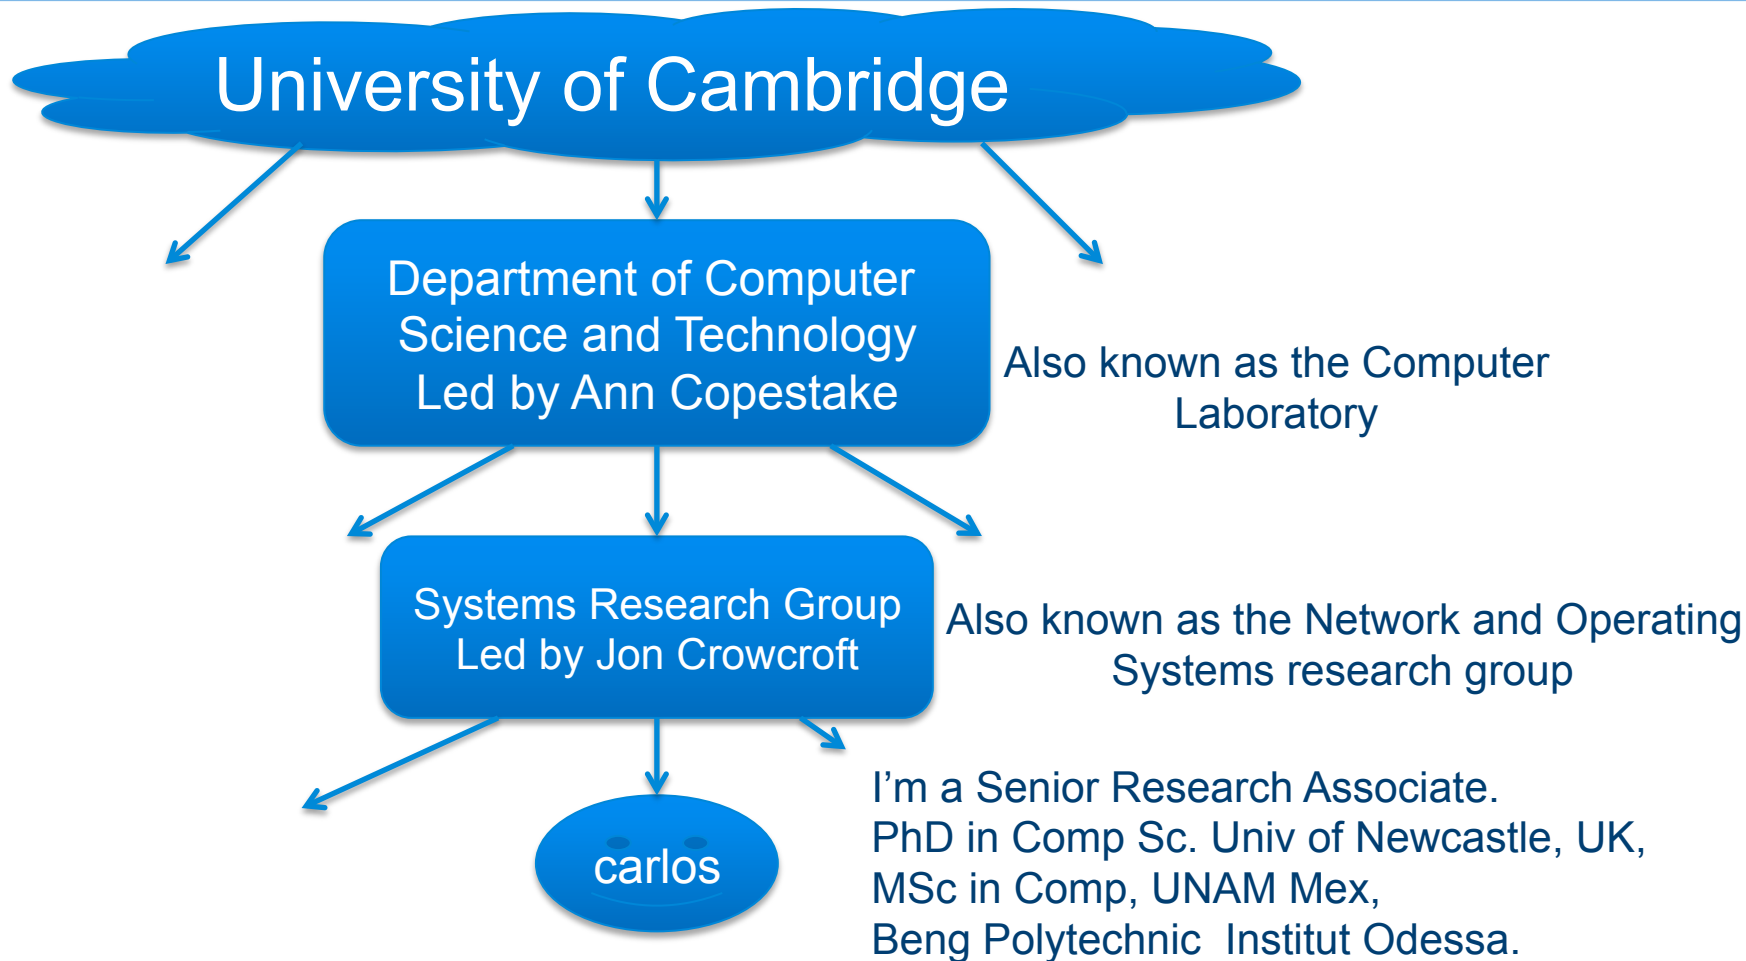 University of Cambridge
Department of Computer
Science and Technology
Led by Ann Copestake
Also known as the Computer
Laboratory
Systems Research Group
Led by Jon Crowcroft
Also known as the Network and Operating
Systems research group
carlos
I'm a Senior Research Associate.
PhD in Comp Sc. Univ of Newcastle, UK,
MSc in Comp, UNAM Mex,
Beng Polytechnic  Institut Odessa.